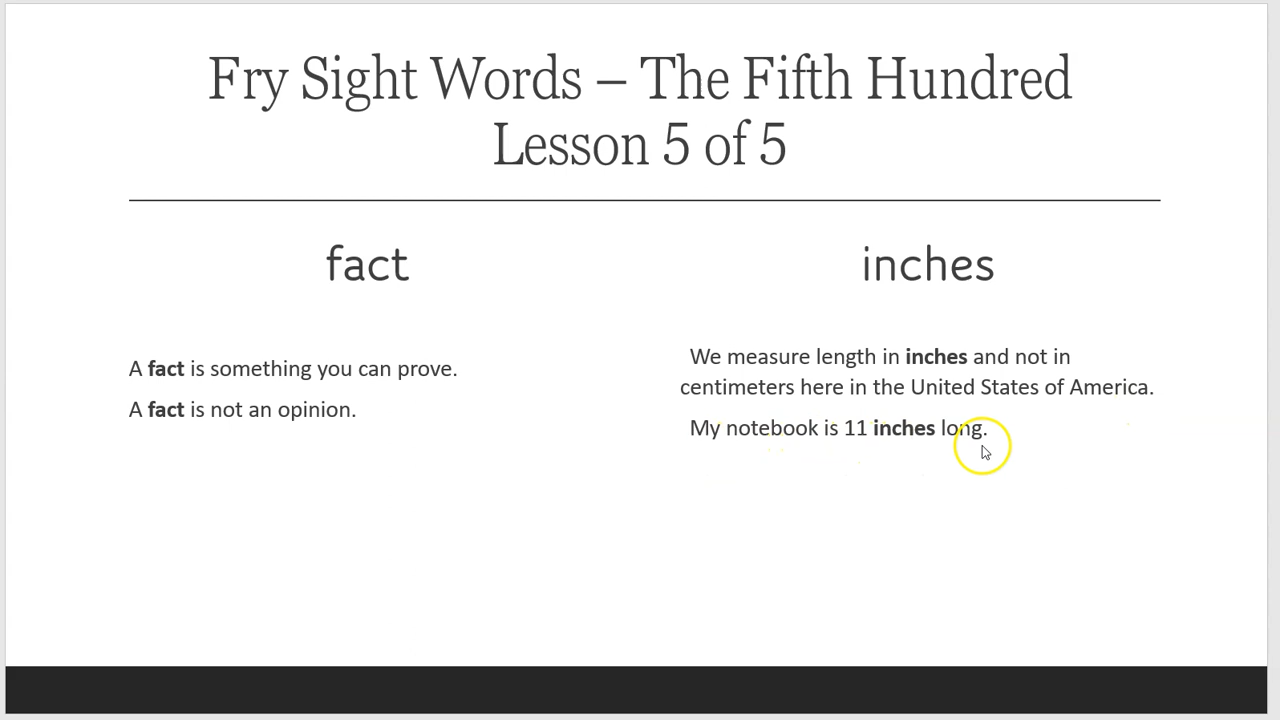 Fry Sight Words – The Fifth Hundred
Lesson 5 of 5
fact
A fact is something you can prove.
A fact is not an opinion.
inches
We measure length in inches and not in
centimeters here in the United States of America.
My notebook is 11 inches long.